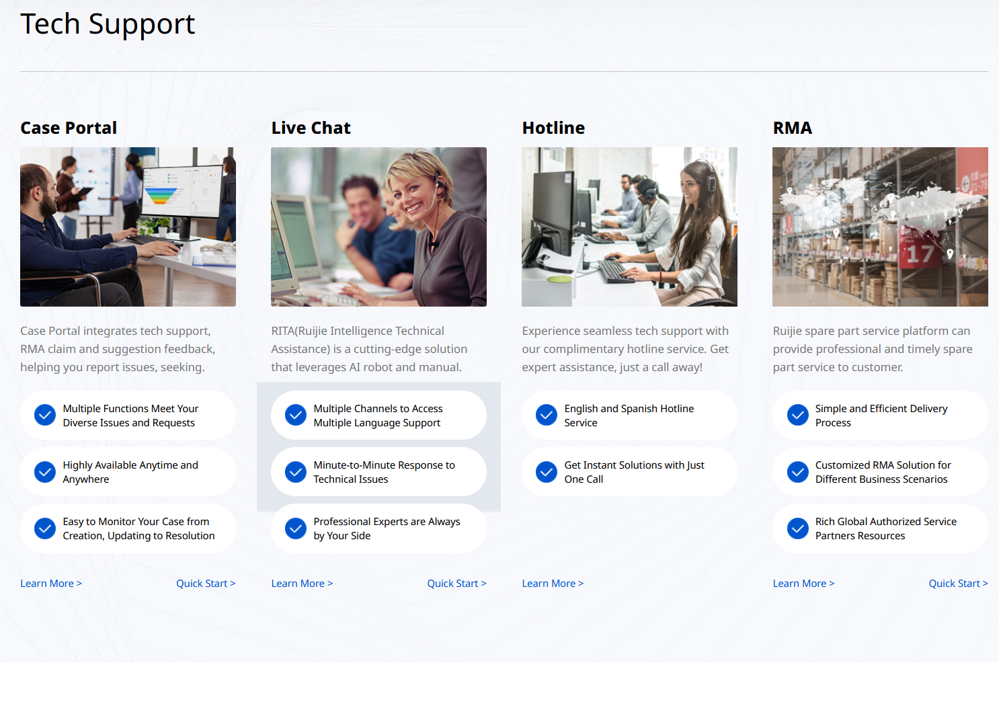 Tech Support
Case Portal
Case Portal integrates tech support,
RMA claim and suggestion feedback,
helping you report issues, seeking.
Multiple Functions Meet Your
Diverse Issues and Requests
Highly Available Anytime and
Anywhere
Easy to Monitor Your Case from
Creation, Updating to Resolution
Learn More >
Quick Start >
Live Chat
RITA(Ruijie Intelligence Technical
Assistance) is a cutting-edge solution
that leverages AI robot and manual.
Multiple Channels to Access
Multiple Language Support
Minute-to-Minute Response to
Technical Issues
Professional Experts are Always
by Your Side
Learn More >
Quick Start >
Hotline
Experience seamless tech support with
our complimentary hotline service. Get
expert assistance, just a call away!
English and Spanish Hotline
Service
Get Instant Solutions with Just
One Call
Learn More >
RMA
01-78
17
Ruijie spare part service platform can
provide professional and timely spare
part service to customer.
Simple and Efficient Delivery
Process
Customized RMA Solution for
Different Business Scenarios
Rich Global Authorized Service
Partners Resources
Learn More >
Quick Start >